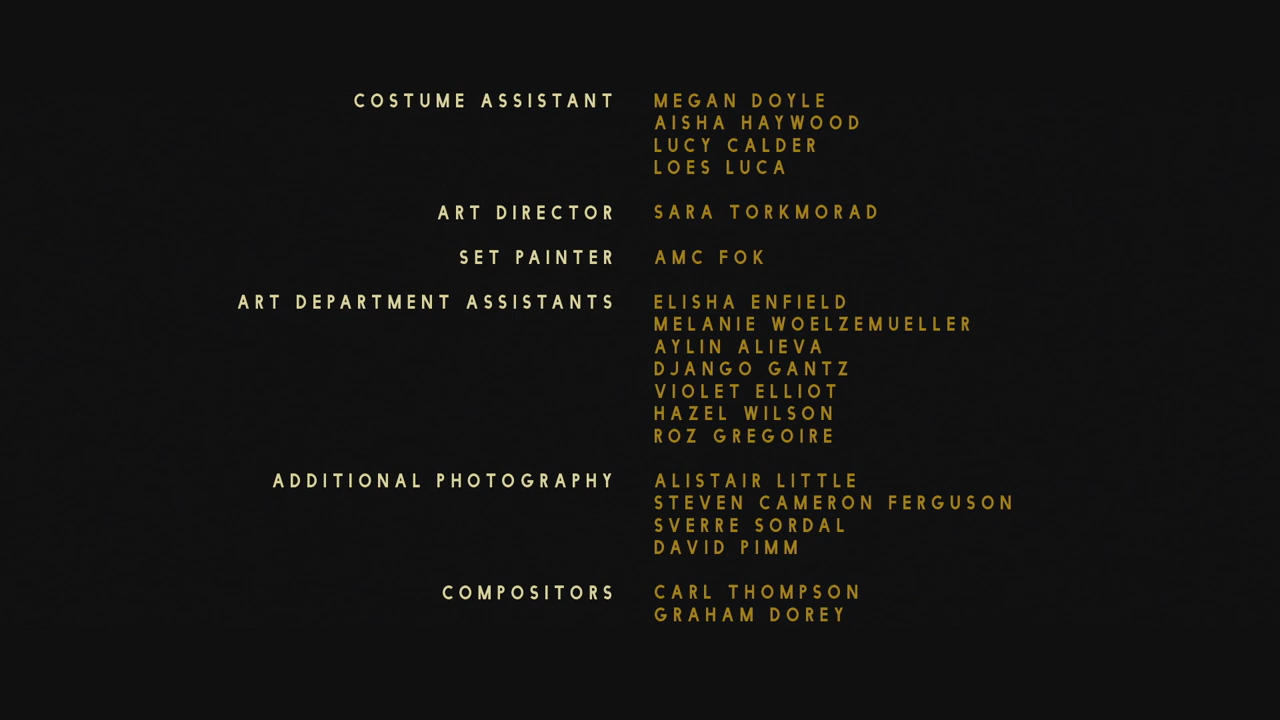 COSTUME ASSISTANT MEGAN DOYLE
AISHA HAYWOOD
LUCY CALDER
LOES LUCA
ART DIRECTOR SARA TORKMORAD
SET PAINTER AMC FOK
ART DEPARTMENT ASSISTANTS ELISHA ENFIELD
MELANIE WOELZEMUELLER
AYLIN ALIEVA
DJANGO GANTZ
VIOLET ELLIOT
HAZEL WILSON
ROZ GREGOIRE
ADDITIONAL PHOTOGRAPHY ALISTAIR LITTLE
STEVEN CAMERON FERGUSON
SVERRE SORDAL
DAVID PIMM
COMPOSITORS CARL THOMPSON
GRAHAM DOREY